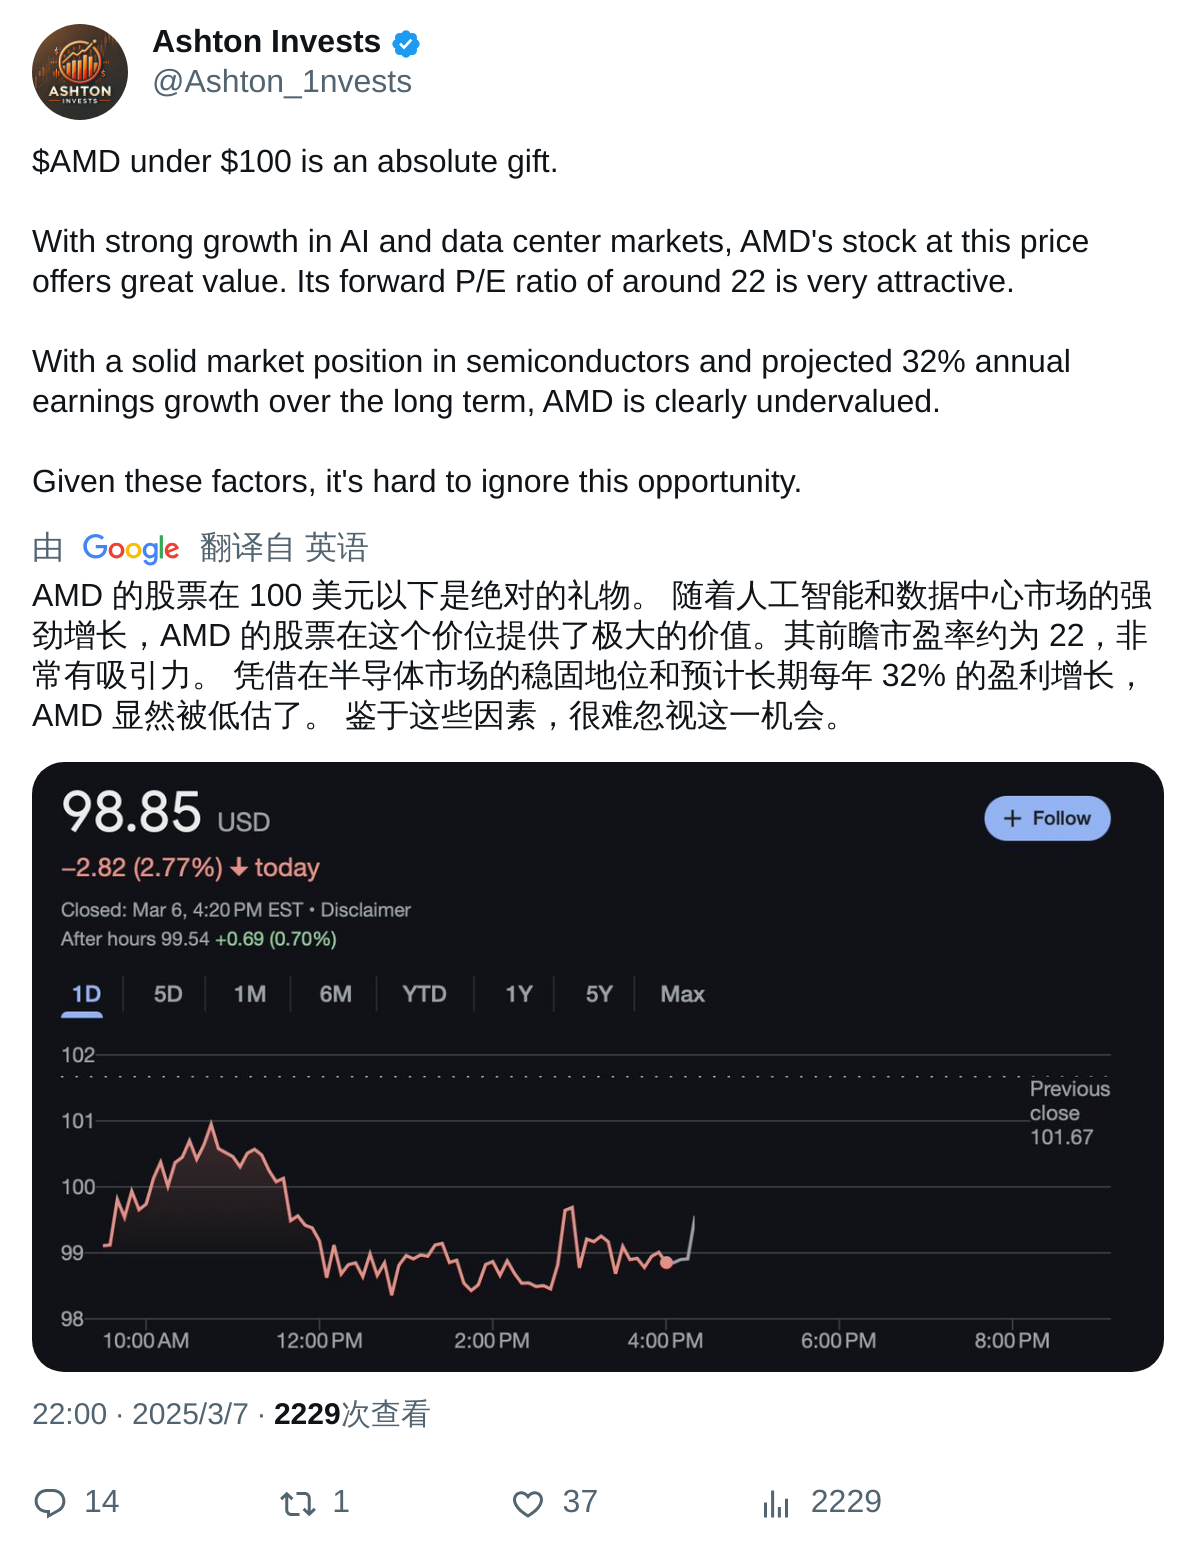 ASHTON
INVESTS
Ashton Invests
@Ashton_1nvests
$AMD under $100 is an absolute gift.
With strong growth in AI and data center markets, AMD's stock at this price
offers great value. Its forward P/E ratio of around 22 is very attractive.
With a solid market position in semiconductors and projected 32% annual
earnings growth over the long term, AMD is clearly undervalued.
Given these factors, it's hard to ignore this opportunity.
由 Google 翻译自 英语
AMD 的股票在 100 美元以下是绝对的礼物。 随着人工智能和数据中心市场的强
劲增长，AMD 的股票在这个价位提供了极大的价值。其前瞻市盈率约为 22，非
常有吸引力。 凭借在半导体市场的稳固地位和预计长期每年 32% 的盈利增长，
AMD 显然被低估了。 鉴于这些因素，很难忽视这一机会。
98.85 USD
+ Follow
−2.82 (2.77%) ↓ today
Closed: Mar 6, 4:20 PM EST • Disclaimer
After hours 99.54 +0.69 (0.70%)
1D 5D 1M 6M YTD 1Y 5Y Max
102
Previous
close
101.67
101
100
99
98
10:00 AM 12:00 PM 2:00 PM 4:00 PM 6:00 PM 8:00 PM
22:00 · 2025/3/7 · 2229次查看
14 1 37 2229